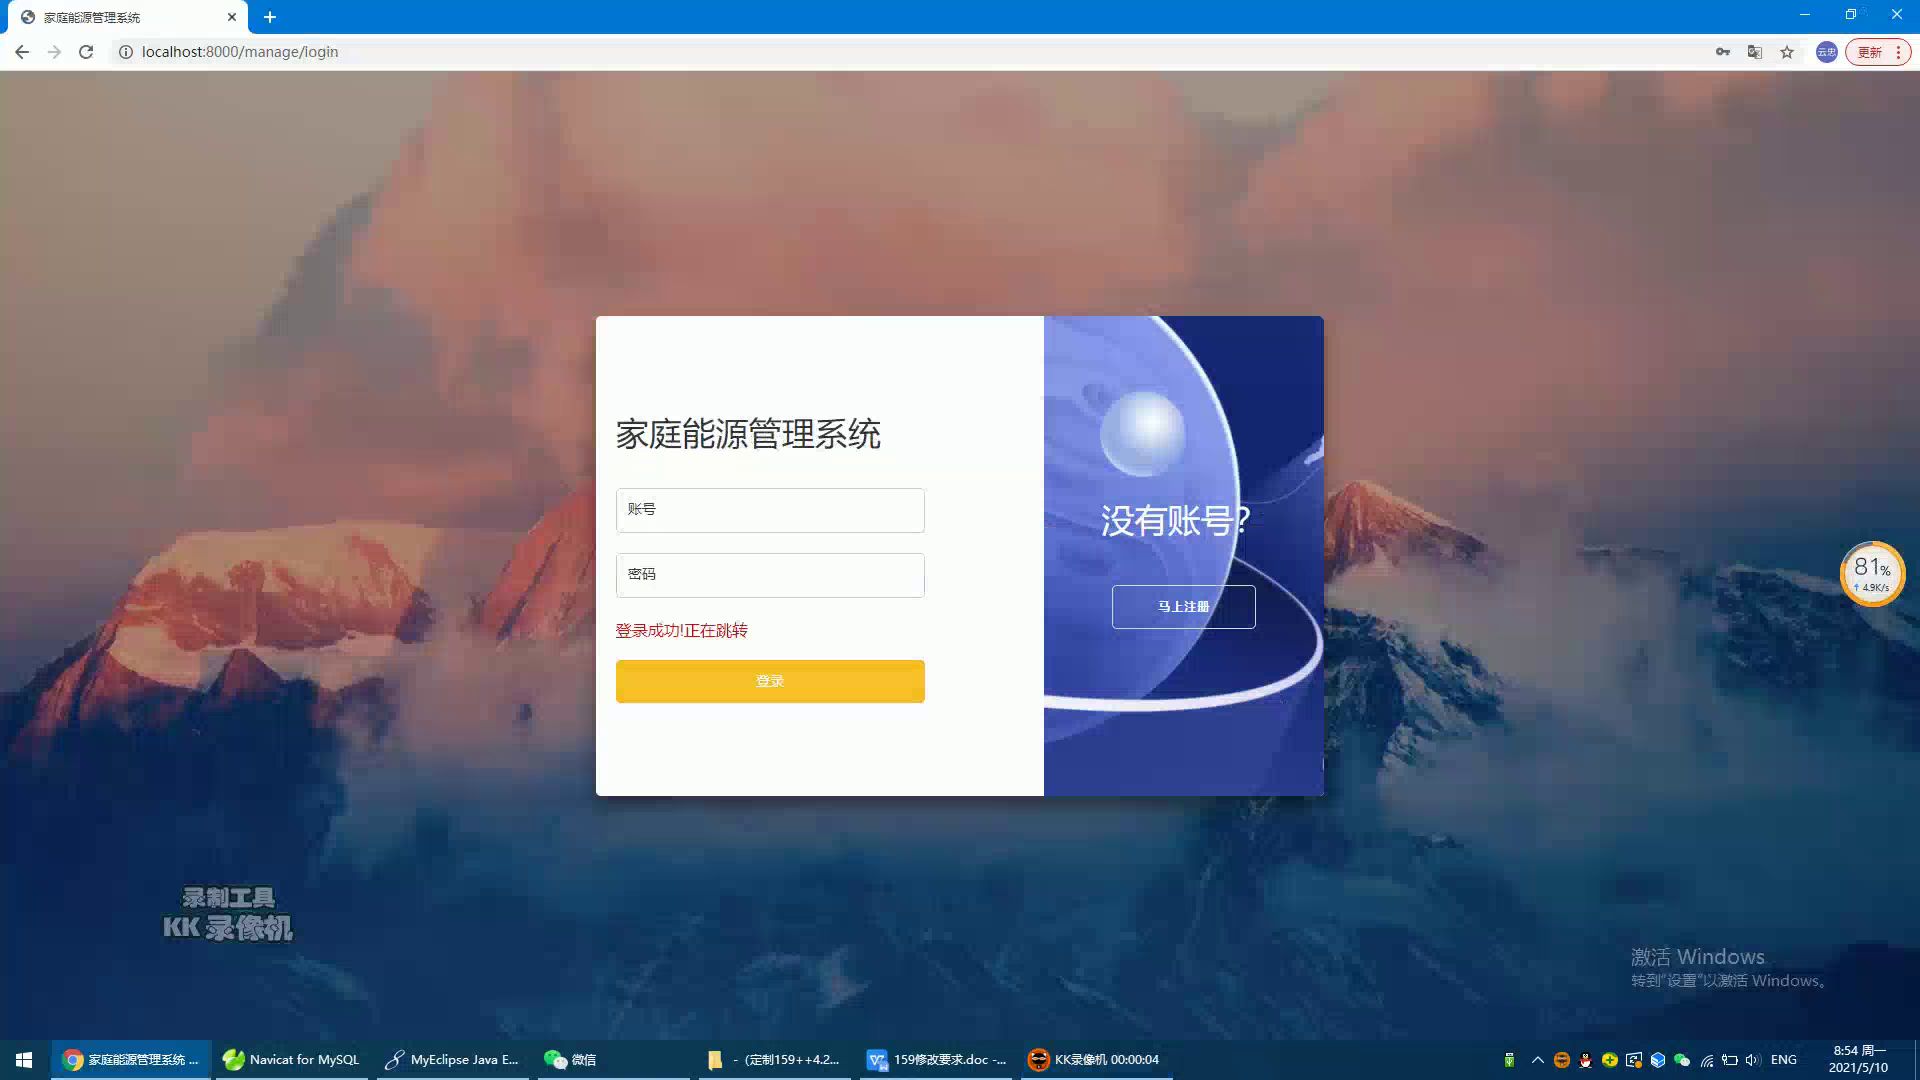 家庭能源管理系统
localhost:8000/manage/login
云忠
更新
家庭能源管理系统
账号
密码
登录成功!正在跳转
登录
没有账号?
马上注册
81%
↑ 4.9K/s
录制工具
KK 录像机
激活 Windows
转到"设置"以激活 Windows。
家庭能源管理系统 ...
Navicat for MySQL
MyEclipse Java E...
微信
-（定制159++4.2...
159修改要求.doc -...
KK录像机 00:00:04
ENG
8:54 周一
2021/5/10